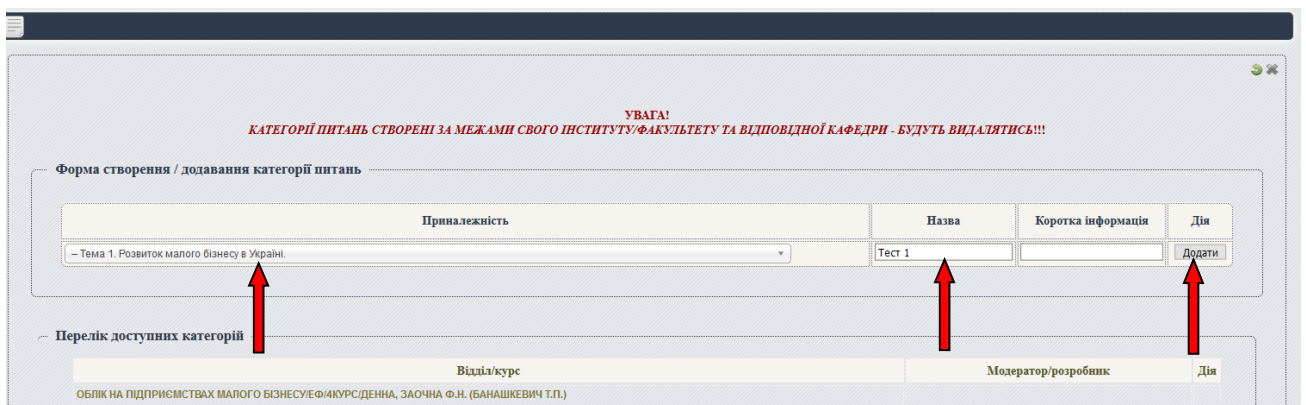 УВАГА!
КАТЕГОРІЇ ПИТАНЬ СТВОРЕНІ ЗА МЕЖАМИ СВОГО ІНСТИТУТУ/ФАКУЛЬТЕТУ ТА ВІДПОВІДНОЇ КАФЕДРИ - БУДУТЬ ВИДАЛЯТИСЬ!!!
Форма створення / додавання категорії питань
Приналежність Назва Коротка інформація Дія
– Тема 1. Розвиток малого бізнесу в Україні. Тест 1 Додати
Перелік доступних категорій
Відділ/курс Модератор/розробник Дія
ОБЛІК НА ПІДПРИЄМСТВАХ МАЛОГО БІЗНЕСУ/ЕФ/4КУРС/ДЕННА, ЗАОЧНА Ф.Н. (БАНАШКЕВИЧ Т.П.)